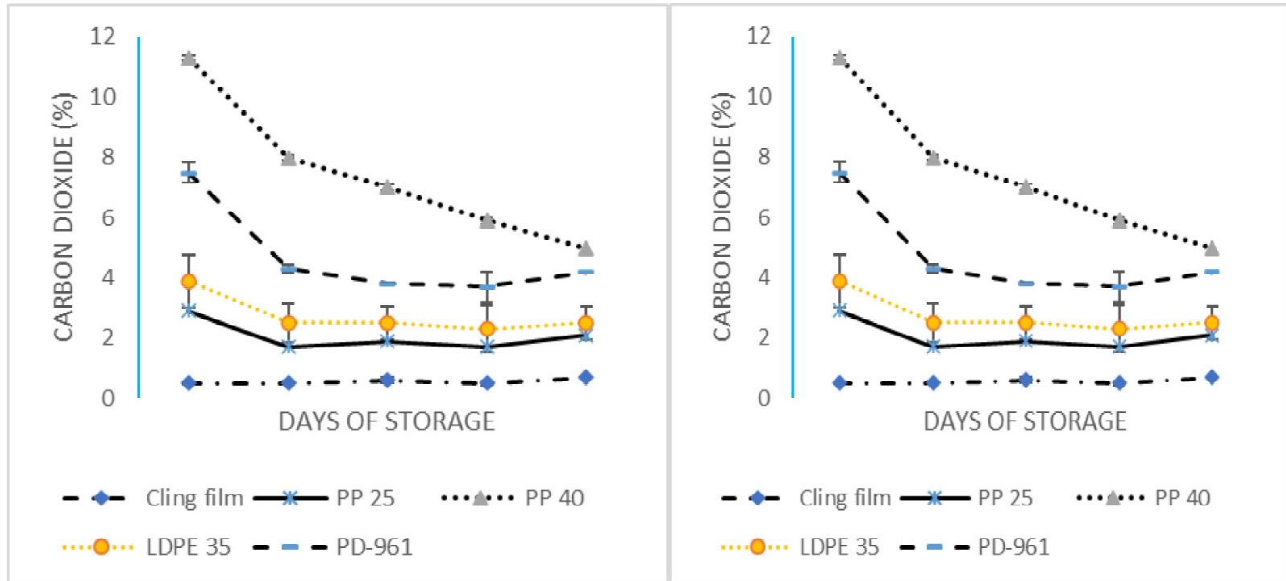 CARBON DIOXIDE (%)
12
10
8
6
4
2
0
DAYS OF STORAGE
Cling film
PP 25
PP 40
LDPE 35
PD-961
CARBON DIOXIDE (%)
12
10
8
6
4
2
0
DAYS OF STORAGE
Cling film
PP 25
PP 40
LDPE 35
PD-961